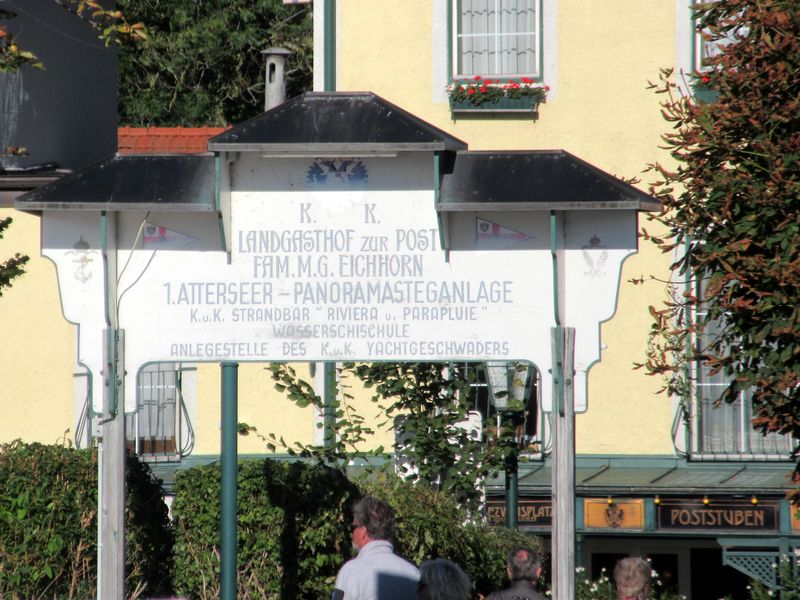 K. K.
LANDGASTHOF ZUR POST
FAM. M. G. EICHHORN
1. ATTERSEER - PANORAMASTEGANLAGE
K.u.K. STRANDBAR "RIVIERA u. PARAPLUIE"
WASSERSCHISCHULE
ANLEGESTELLE DES K.u.K. YACHTGESCHWADERS
POSTSTUBEN